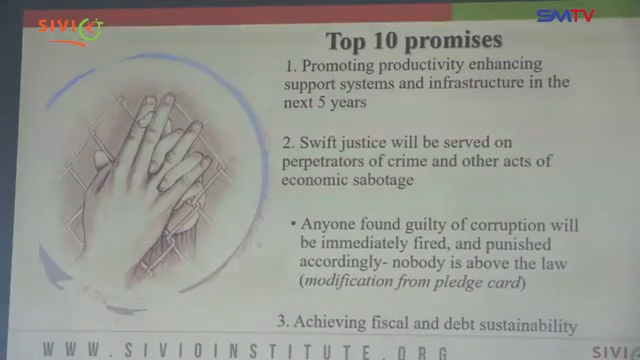 SIVIO
SMTV
Top 10 promises
1. Promoting productivity enhancing
support systems and infrastructure in the
next 5 years
2. Swift justice will be served on
perpetrators of crime and other acts of
economic sabotage
• Anyone found guilty of corruption will
be immediately fired, and punished
accordingly- nobody is above the law
(modification from pledge card)
3. Achieving fiscal and debt sustainability
WWW.SIVIOINSTITUTE.ORG
SIVI